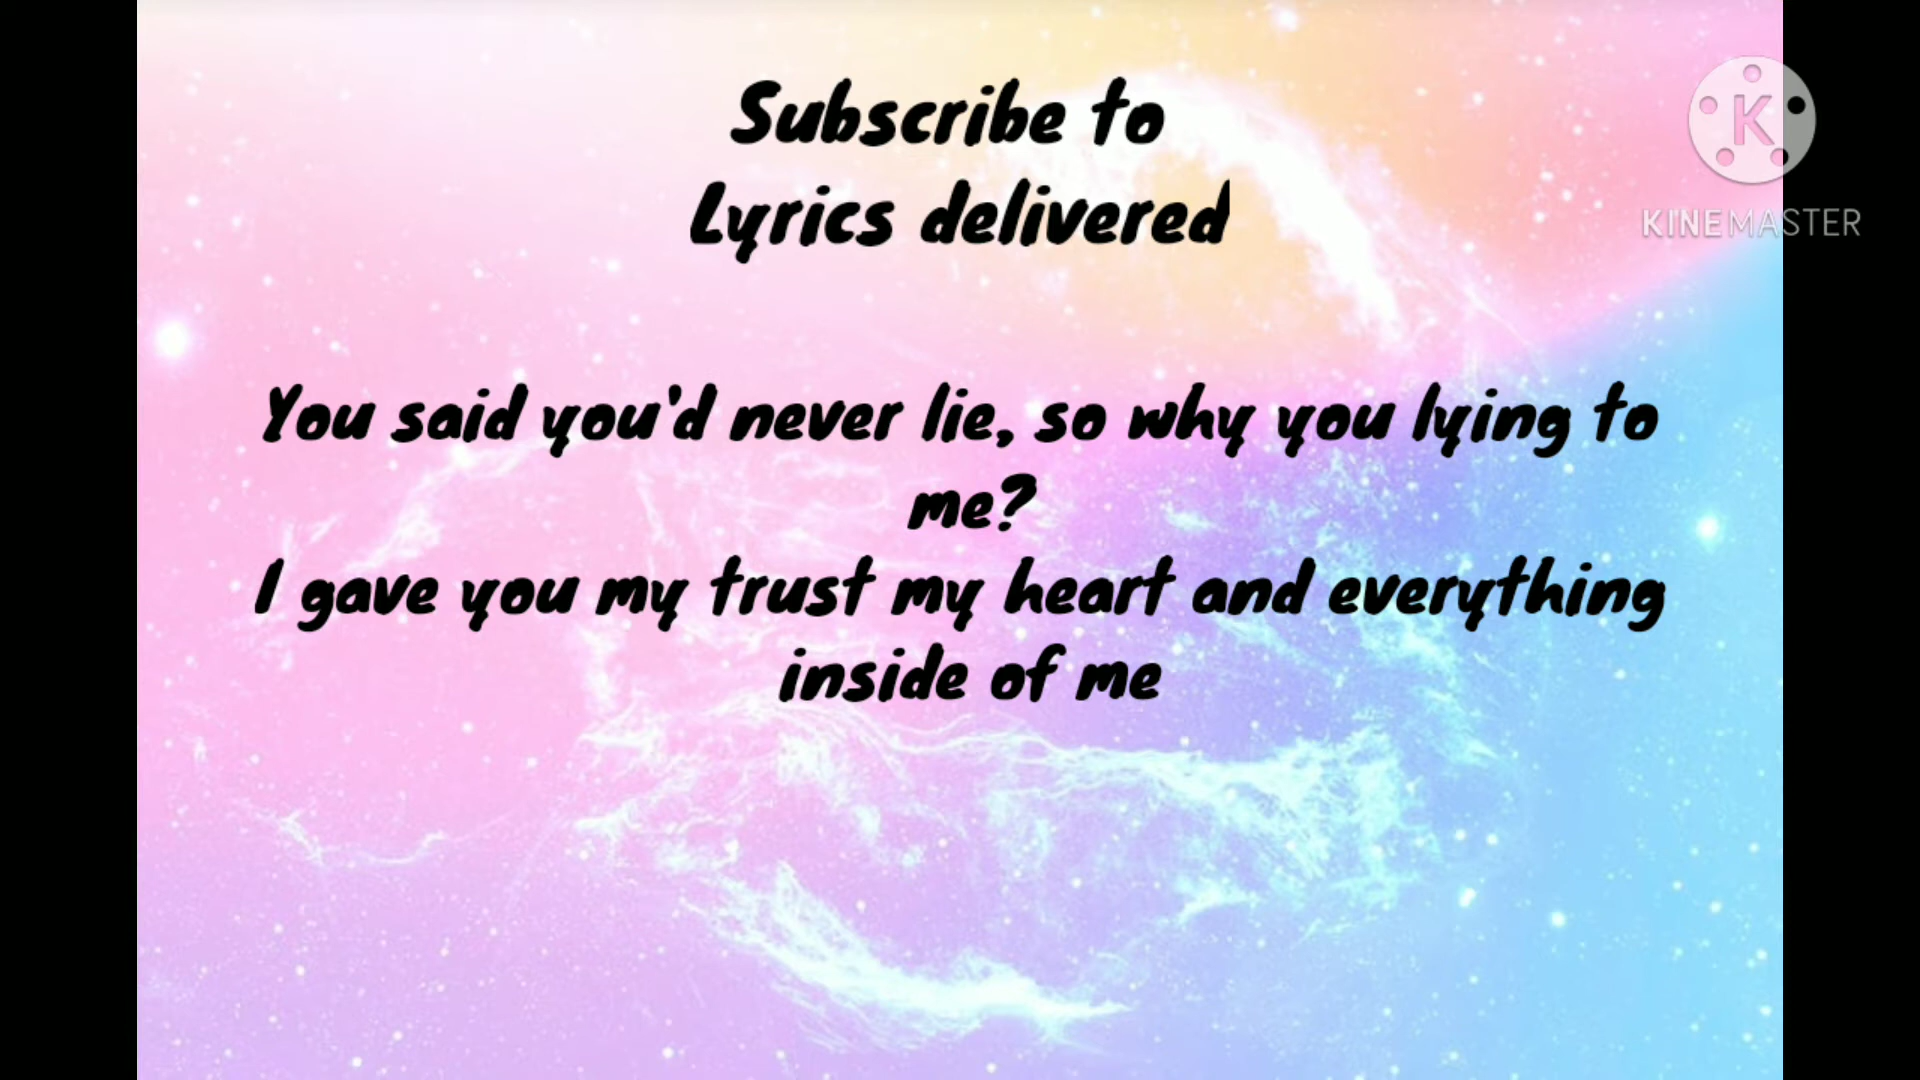 Subscribe to
Lyrics delivered
KINEMASTER
You said you'd never lie, so why you lying to
me?
I gave you my trust my heart and everything
inside of me